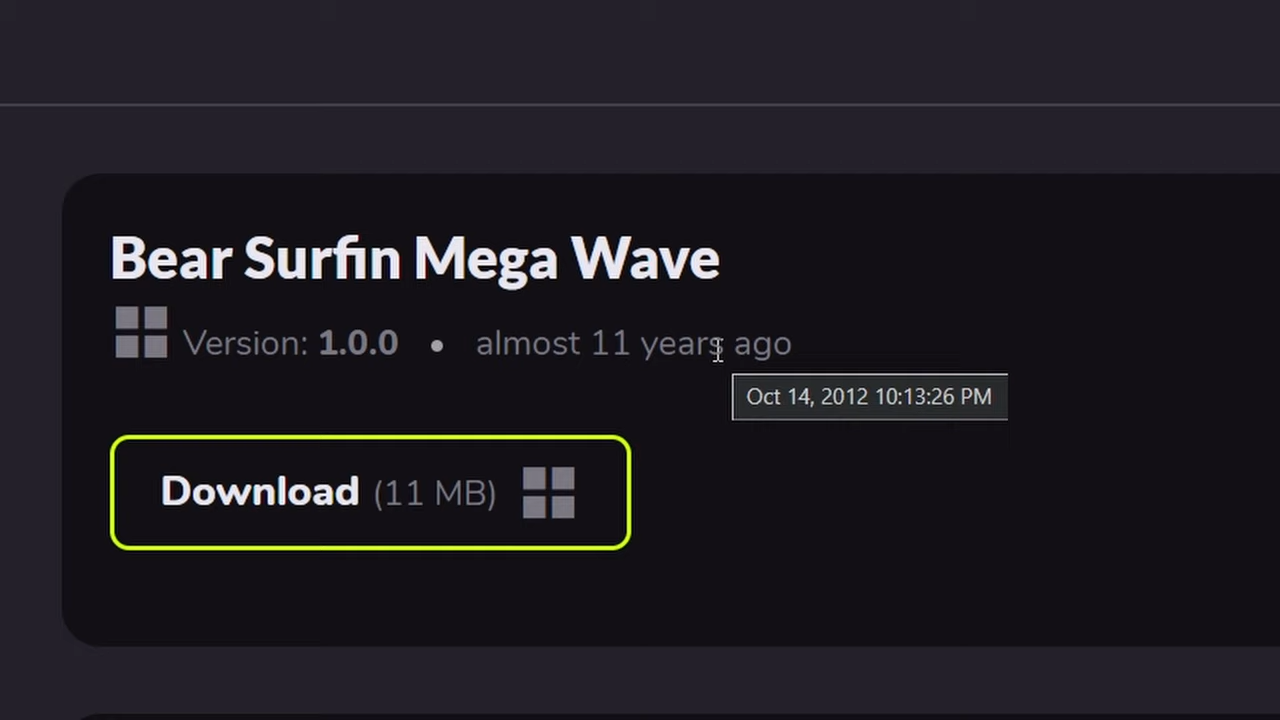 Bear Surfin Mega Wave
Version: 1.0.0 • almost 11 years ago
Oct 14, 2012 10:13:26 PM
Download (11 MB)